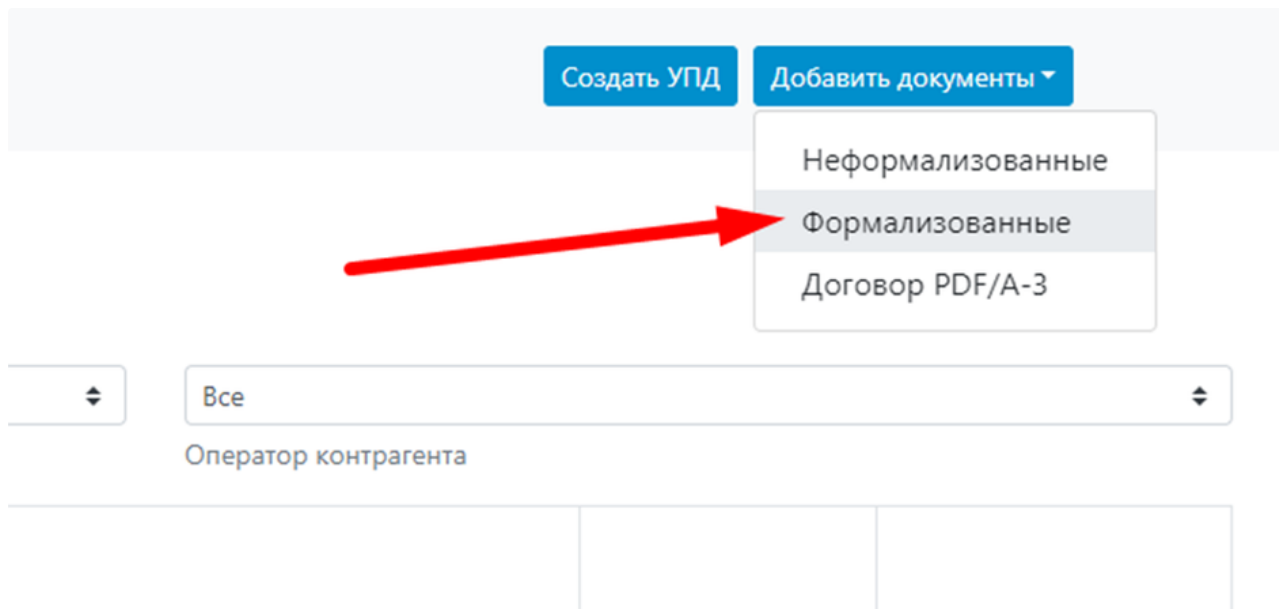 Создать УПД
Добавить документы
Неформализованные
Формализованные
Договор PDF/A-3
Все
Оператор контрагента